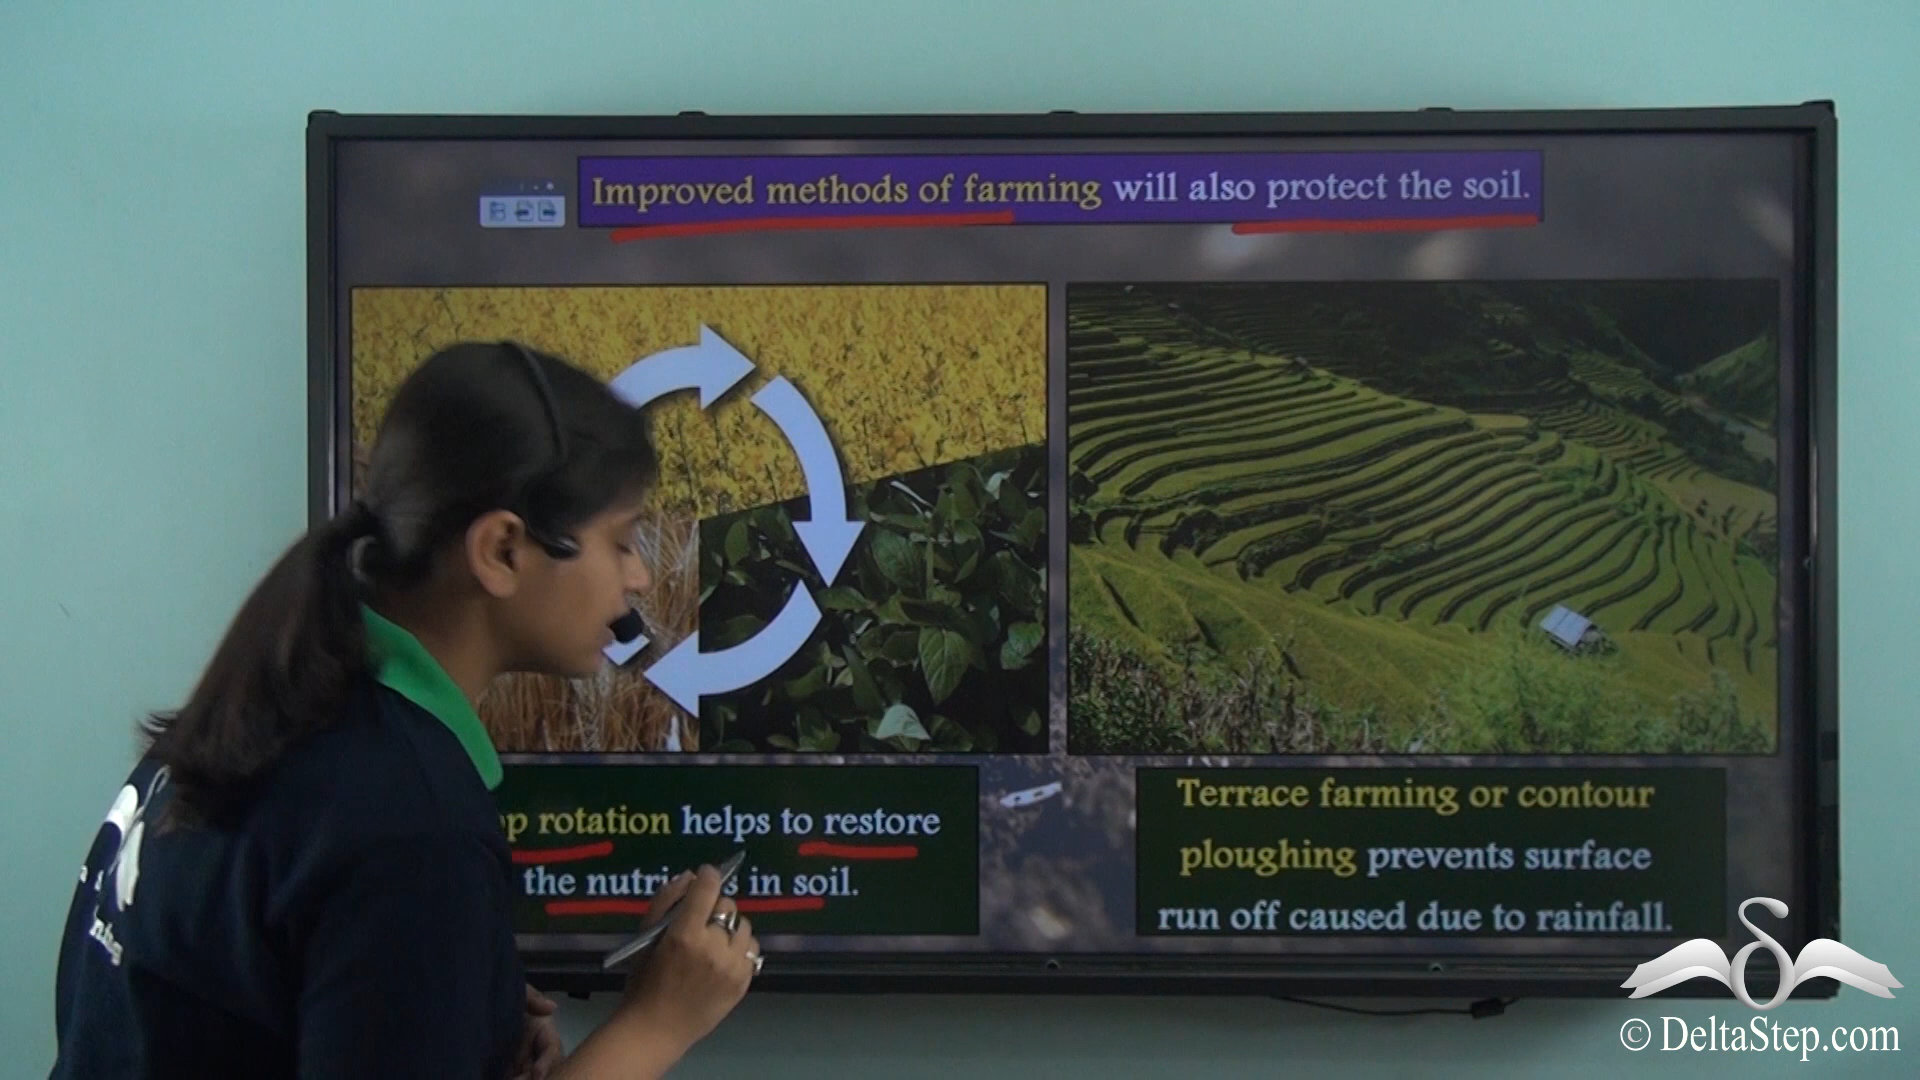 Improved methods of farming will also protect the soil.
rotation helps to restore
the in soil.
Terrace farming or contour
ploughing prevents surface
run off caused due to rainfall.
© DeltaStep.com